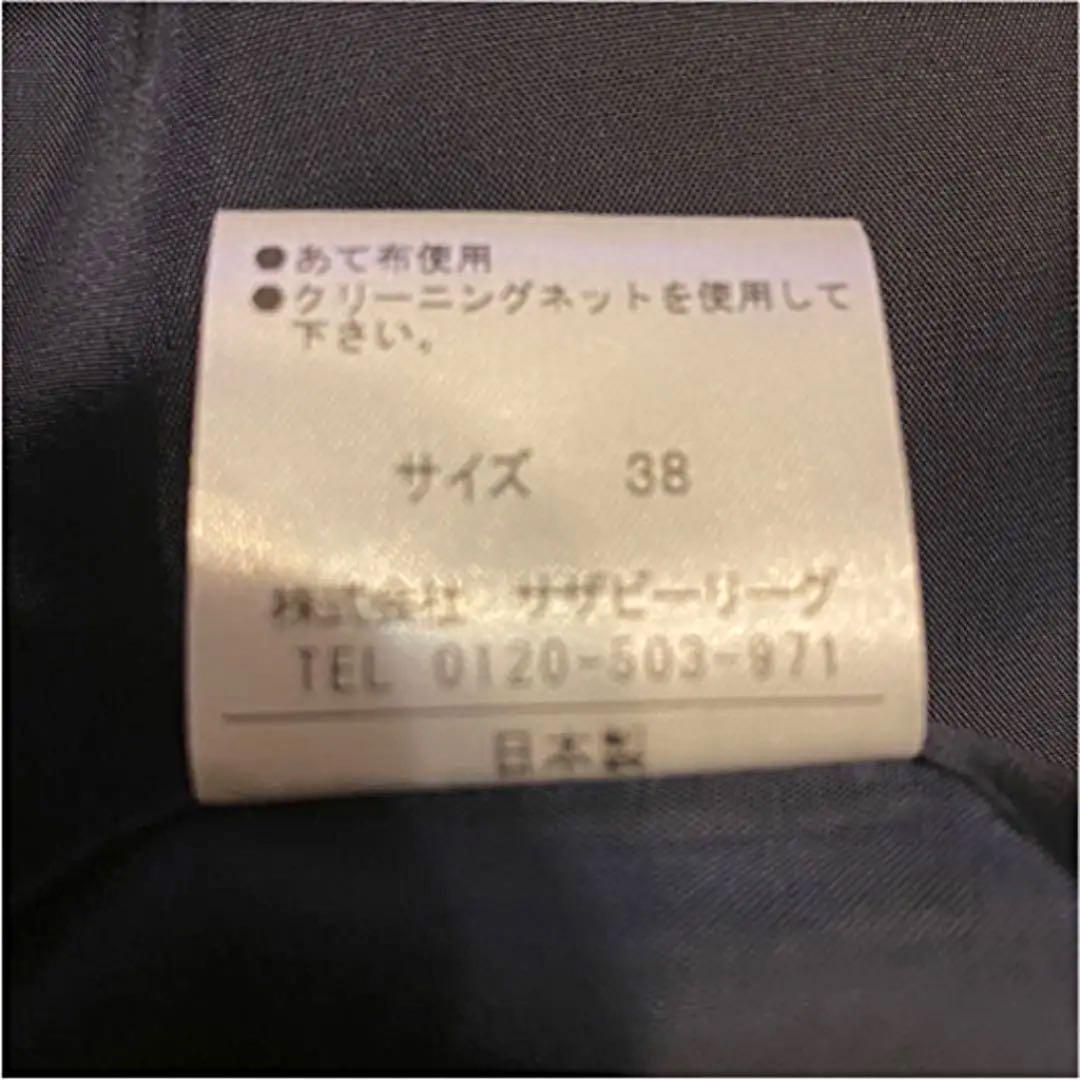 ●あて布使用
●クリーニングネットを使用して
下さい。
サイズ 38
株式会社 サザビーリーグ
TEL 0120-503-971
日本製